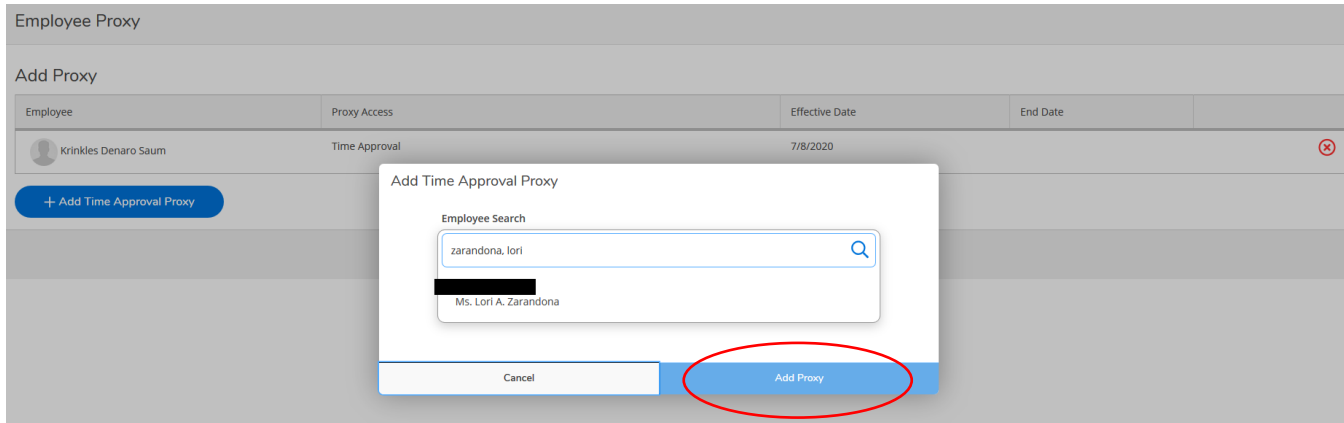 Employee Proxy
Add Proxy
Employee Proxy Access Effective Date End Date
Krinkles Denaro Saum Time Approval 7/8/2020
+ Add Time Approval Proxy
Add Time Approval Proxy
Employee Search
zarandona, lori
Ms. Lori A. Zarandona
Cancel Add Proxy